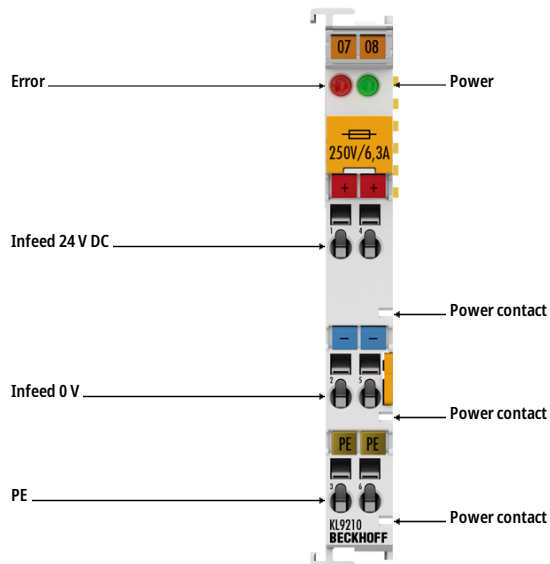 07 08
Error
Power
250V/6,3A
+ +
1 4
Infeed 24 V DC
Power contact
− −
2 5
Infeed 0 V
Power contact
PE PE
3 6
PE
Power contact
KL9210
BECKHOFF